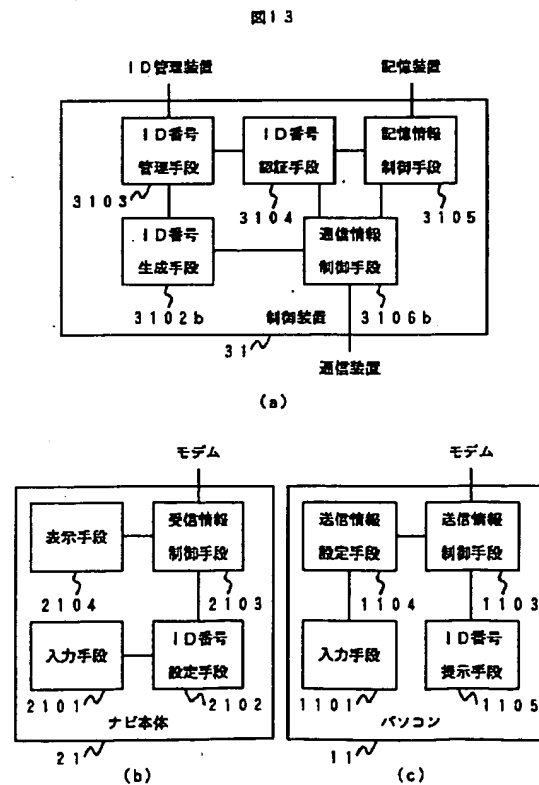 図13
ID管理装置 記憶装置
ID番号 ID番号 記憶情報
管理手段 認証手段 制御手段
3103 3104 3105
ID番号 通信情報
生成手段 制御手段
3102b 制御装置 3106b
31 通信装置
(a)
モデム モデム
表示手段 受信情報 送信情報 送信情報
制御手段 設定手段 制御手段
2104 2103 1104 1103
入力手段 ID番号 入力手段 ID番号
設定手段 提示手段
2101 2102 1101 1105
ナビ本体 パソコン
21 11
(b) (c)